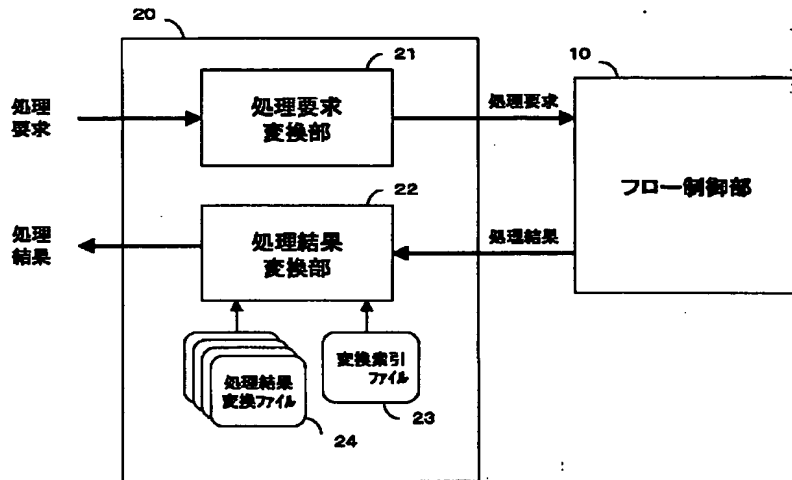 20
21
10
処理
要求
処理要求
変換部
処理要求
フロー制御部
22
処理
結果
処理結果
変換部
処理結果
処理結果
変換ファイル
24
変換索引
ファイル
23